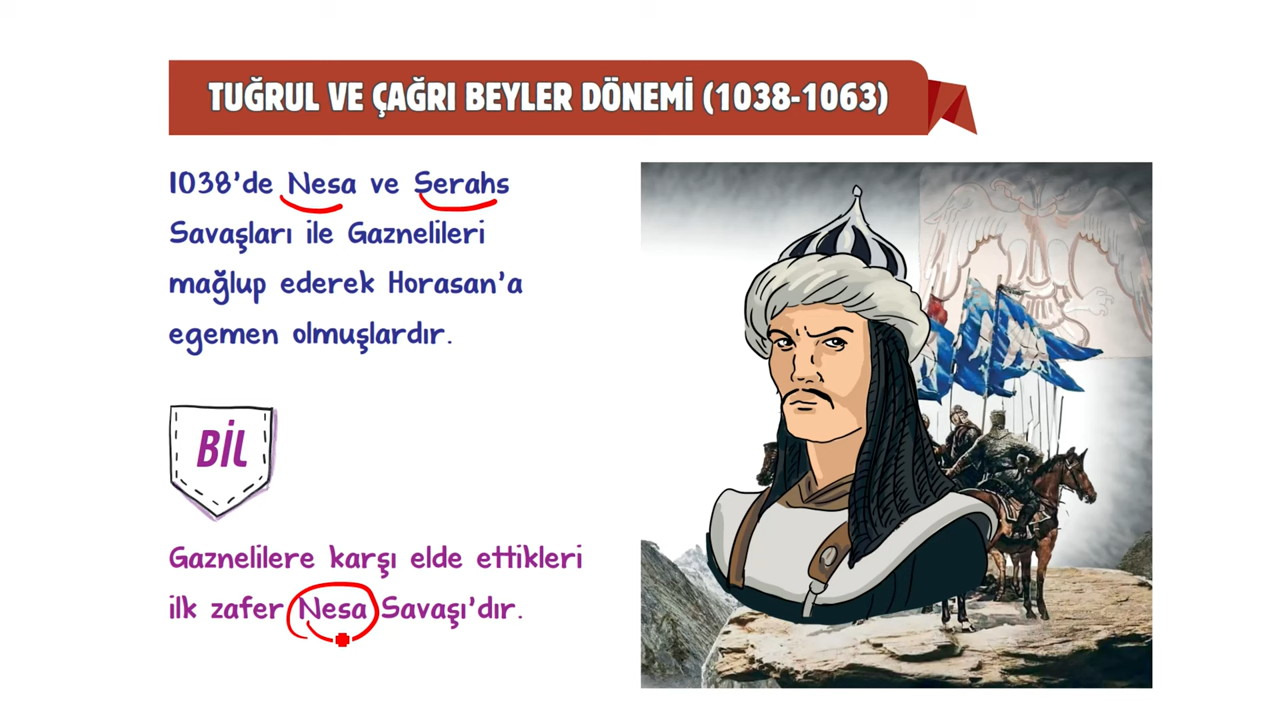 TUĞRUL VE ÇAĞRI BEYLER DÖNEMİ (1038-1063)
1038'de Nesa ve Serahs
Savaşları ile Gaznelileri
mağlup ederek Horasan'a
egemen olmuşlardır.
BİL
Gaznelilere karşı elde ettikleri
ilk zafer Nesa Savaşı'dır.